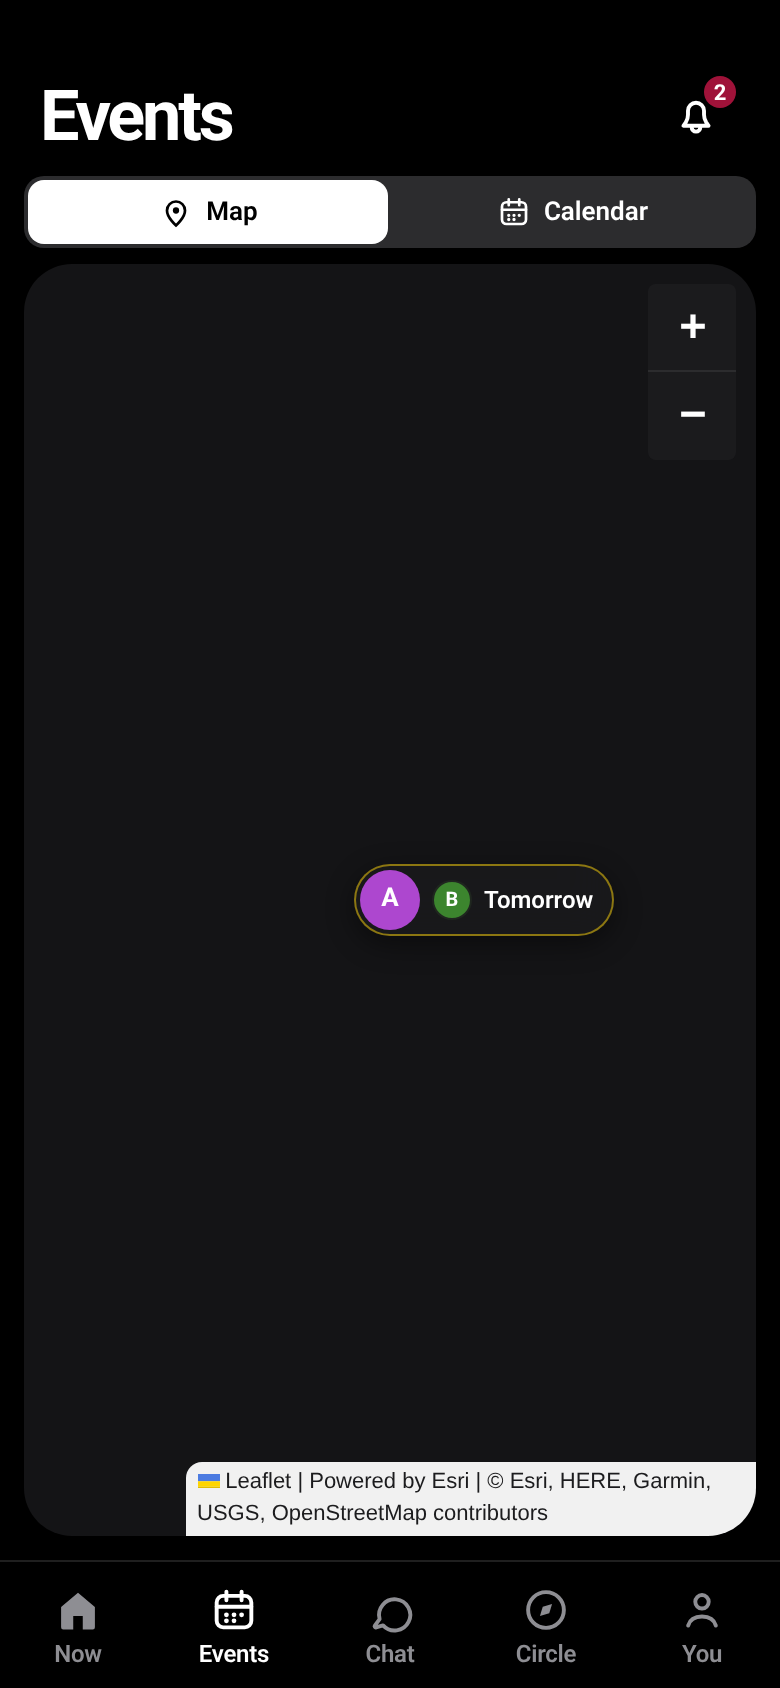 Events
2
Map
Calendar
+
−
A
B
Tomorrow
Leaflet | Powered by Esri | © Esri, HERE, Garmin,
USGS, OpenStreetMap contributors
Now
Events
Chat
Circle
You